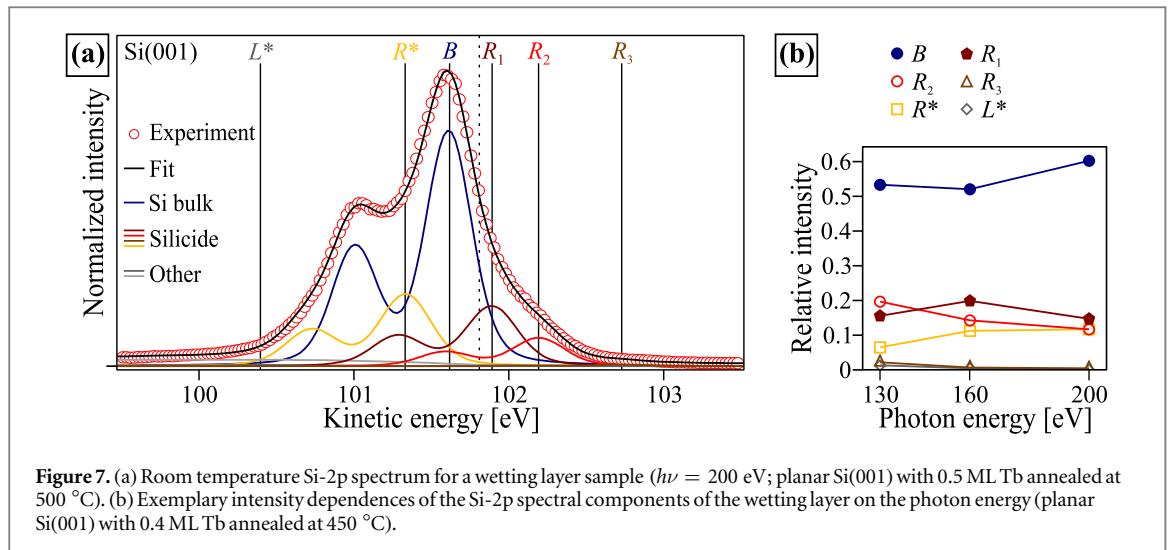 (a) Si(001) L* R* B R₁ R₂ R₃
Experiment
Fit
Si bulk
Silicide
Other
Normalized intensity
100 101 102 103
Kinetic energy [eV]
(b)
B R₁
R₂ R₃
R* L*
0.6
0.5
0.4
0.3
0.2
0.1
0
Relative intensity
130 160 200
Photon energy [eV]
Figure 7. (a) Room temperature Si-2p spectrum for a wetting layer sample (hν = 200 eV; planar Si(001) with 0.5 ML Tb annealed at
500 °C). (b) Exemplary intensity dependences of the Si-2p spectral components of the wetting layer on the photon energy (planar
Si(001) with 0.4 ML Tb annealed at 450 °C).